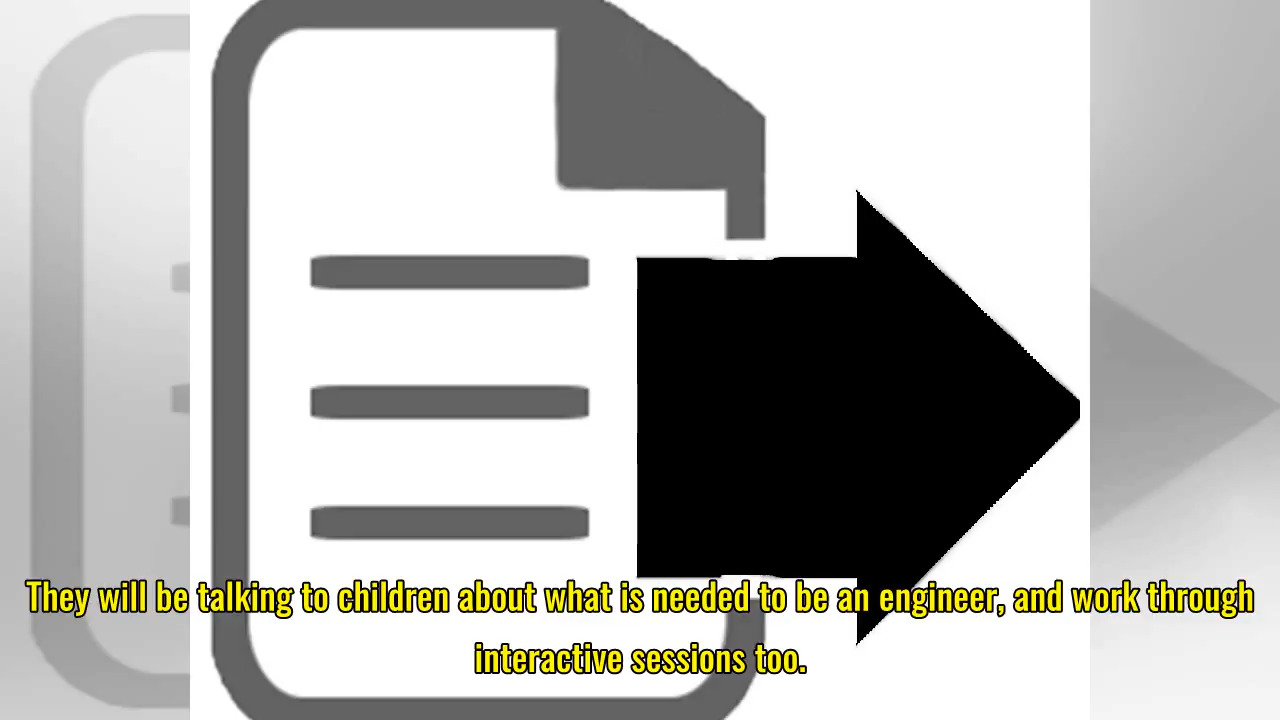 They will be talking to children about what is needed to be an engineer, and work through
interactive sessions too.